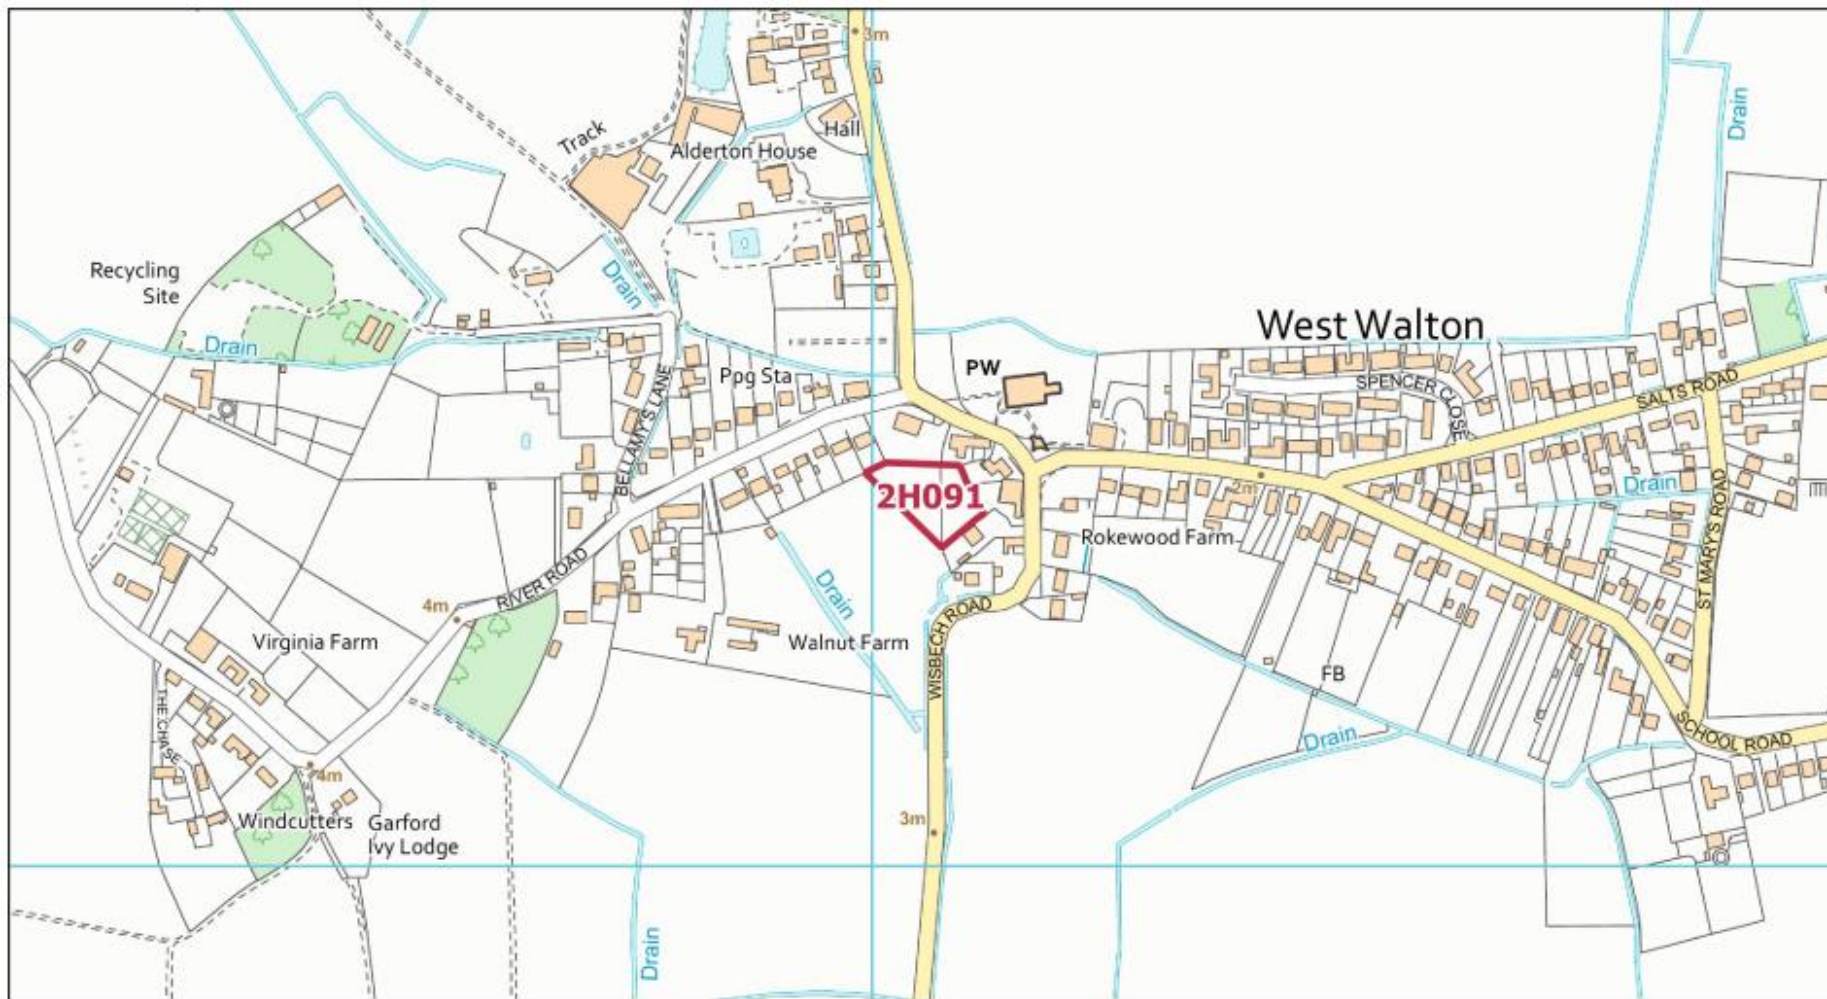 3m
Drain
Track
Hall
Alderton House
Recycling
Site
Drain
Drain
West Walton
PW
Ppg Sta
BELLAMY'S LANE
SPENCER CLOSE
SALTS ROAD
2H091
2m
Drain
Rokewood Farm
ST MARY'S ROAD
RIVER ROAD
4m
Drain
WISBECH ROAD
Virginia Farm
Walnut Farm
FB
THE CHASE
Drain
SCHOOL ROAD
4m
Windcutters
Garford
Ivy Lodge
3m
Drain